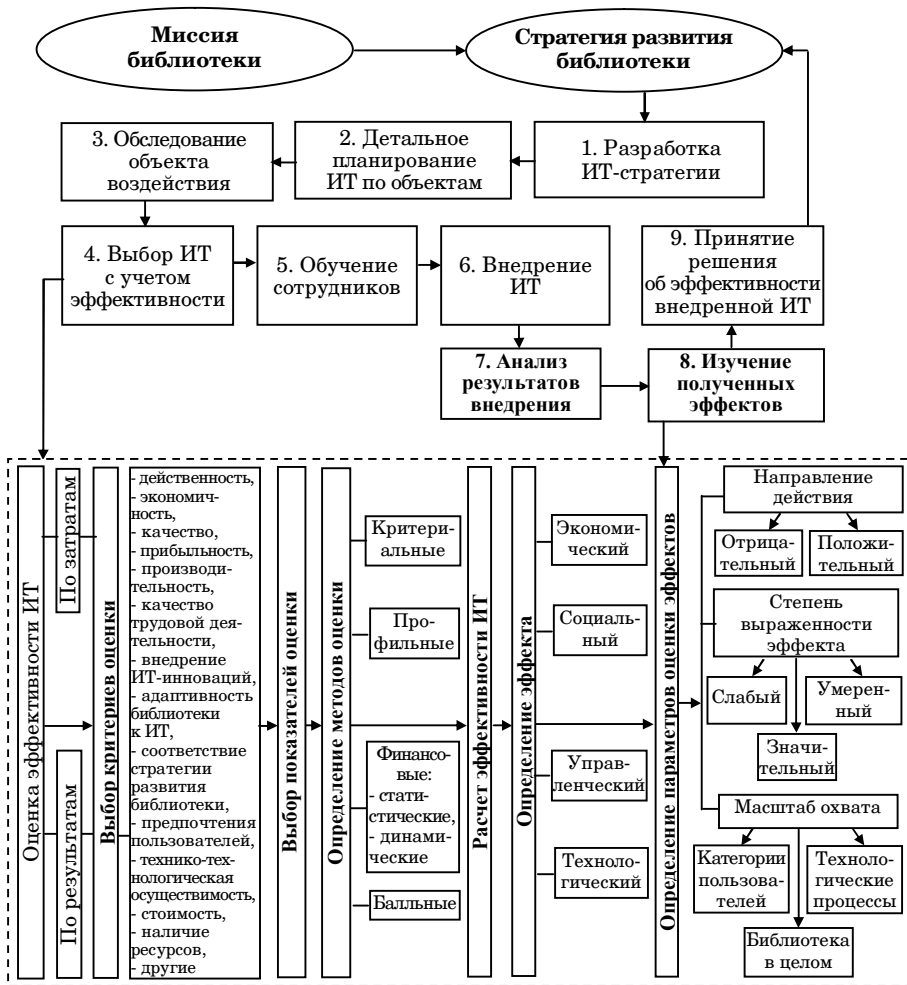 Миссия
библиотеки
Стратегия развития
библиотеки
3. Обследование
объекта
воздействия
2. Детальное
планирование
ИТ по объектам
1. Разработка
ИТ-стратегии
4. Выбор ИТ
с учетом
эффективности
5. Обучение
сотрудников
6. Внедрение
ИТ
9. Принятие
решения
об эффективности
внедренной ИТ
7. Анализ
результатов
внедрения
8. Изучение
полученных
эффектов
Оценка эффективности ИТ
По затратам
По результатам
Выбор критериев оценки
- действенность,
- экономич-
ность,
- качество,
- прибыльность,
- производи-
тельность,
- качество
трудовой дея-
тельности,
- внедрение
ИТ-инноваций,
- адаптивность
библиотеки
к ИТ,
- соответствие
стратегии
развития
библиотеки,
- предпочтения
пользователей,
- технико-тех-
нологическая
осуществимость,
- стоимость,
- наличие
ресурсов,
- другие
Выбор показателей оценки
Определение методов оценки
Критери-
альные
Про-
фильные
Финансо-
вые:
- стати-
стические,
- динами-
ческие
Балльные
Расчет эффективности ИТ
Определение эффекта
Экономи-
ческий
Социаль-
ный
Управ-
ленческий
Техноло-
гический
Определение параметров оценки эффектов
Направление
действия
Отрица-
тельный
Положи-
тельный
Степень
выраженности
эффекта
Слабый
Умерен-
ный
Значи-
тельный
Масштаб охвата
Категории
пользова-
телей
Техноло-
гические
процессы
Библиотека
в целом